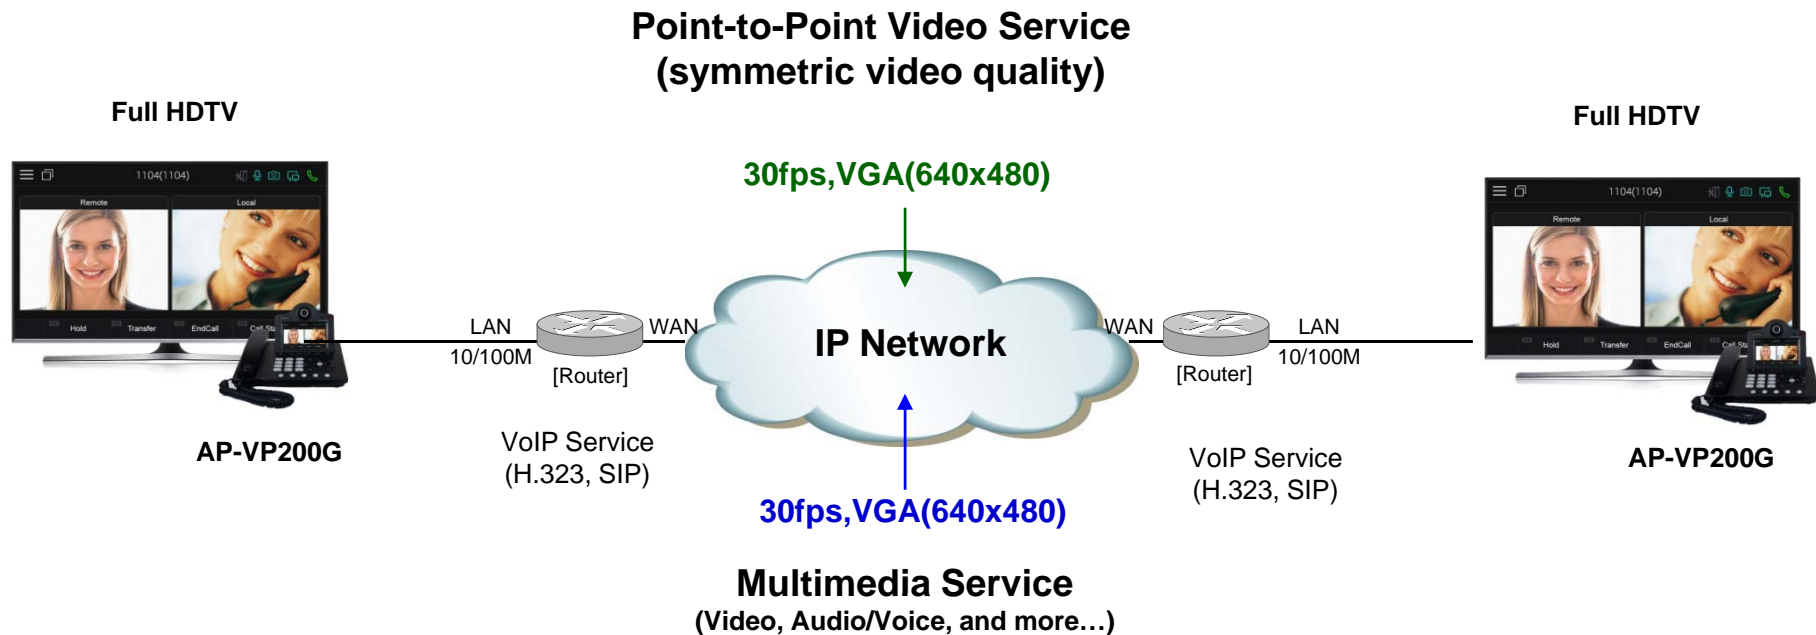 Point-to-Point Video Service
(symmetric video quality)
Full HDTV
Full HDTV
30fps,VGA(640x480)
1104(1104)
Remote
Local
Hold
Transfer
EndCall
1104(1104)
Remote
Local
Hold
Transfer
EndCall
LAN
10/100M
[Router]
WAN
IP Network
WAN
[Router]
LAN
10/100M
AP-VP200G
VoIP Service
(H.323, SIP)
VoIP Service
(H.323, SIP)
AP-VP200G
30fps,VGA(640x480)
Multimedia Service
(Video, Audio/Voice, and more…)